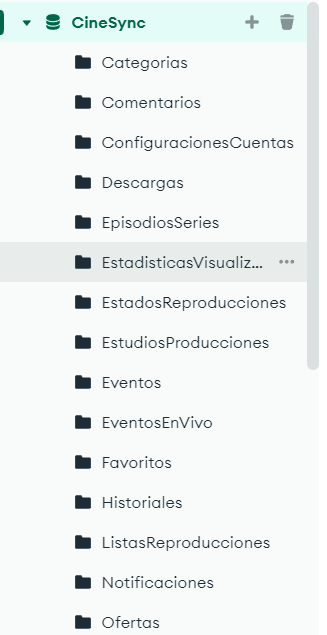 CineSync
Categorias
Comentarios
ConfiguracionesCuentas
Descargas
EpisodiosSeries
EstadisticasVisualiz...
EstadosReproducciones
EstudiosProducciones
Eventos
EventosEnVivo
Favoritos
Historiales
ListasReproducciones
Notificaciones
Ofertas